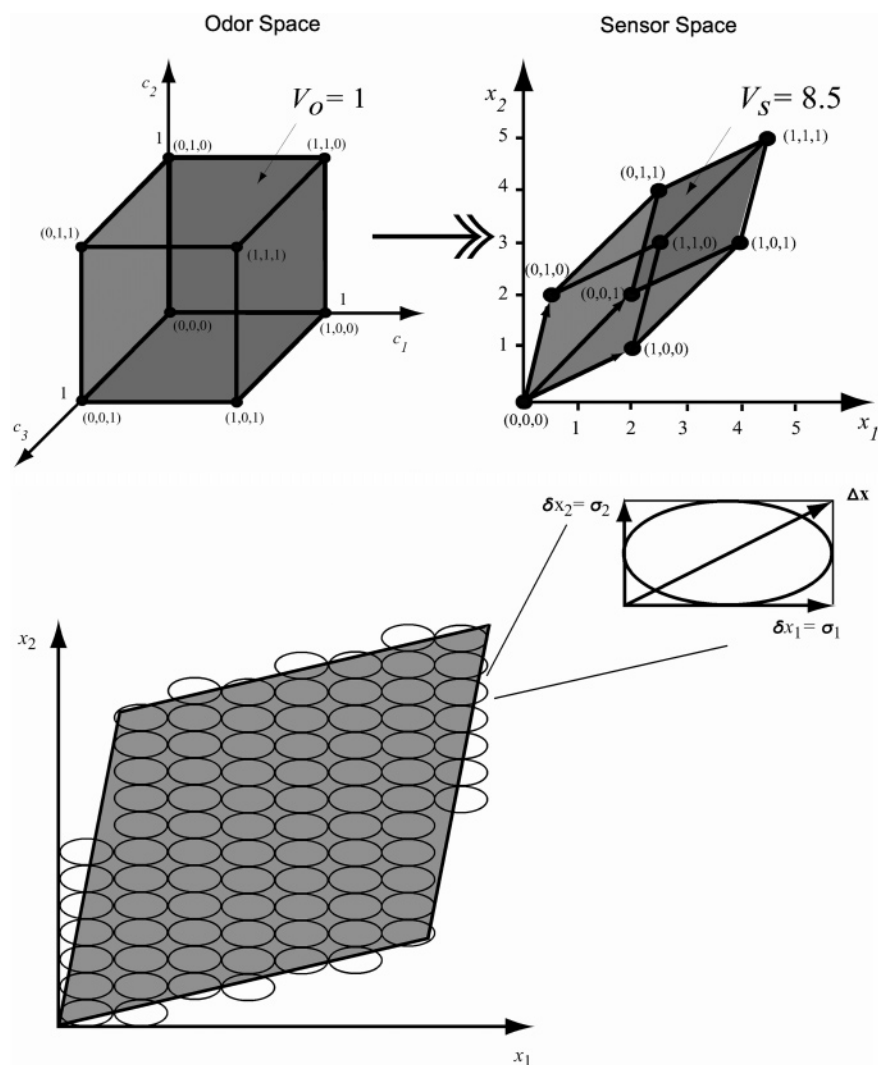 Odor Space
Sensor Space
c2
V_O = 1
1
(0,1,0)
(1,1,0)
(0,1,1)
(1,1,1)
1
(0,0,0)
(1,0,0)
c1
1
(0,0,1)
(1,0,1)
c3
x2
V_S = 8.5
5
(1,1,1)
4
(0,1,1)
3
(1,1,0)
(1,0,1)
(0,1,0)
2
(0,0,1)
1
(1,0,0)
(0,0,0)
1 2 3 4 5
x1
δx2 = σ2
Δx
δx1 = σ1
x2
x1